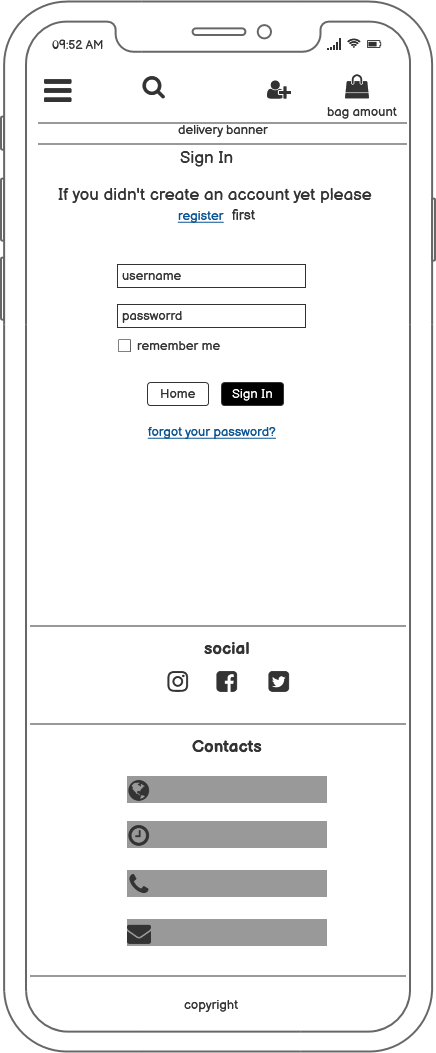 09:52 AM
bag amount
delivery banner
Sign In
If you didn't create an account yet please
register first
username
passworrd
remember me
Home Sign In
forgot your password?
social
Contacts
copyright